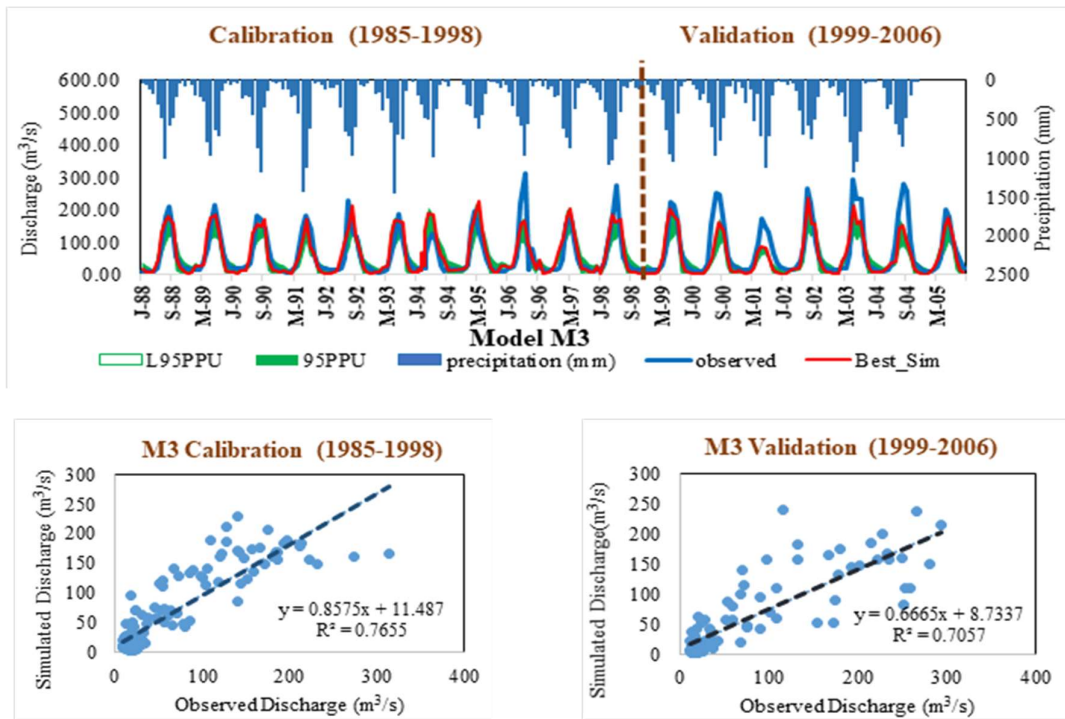 Calibration (1985-1998) Validation (1999-2006)
600.00
500.00
400.00
300.00
200.00
100.00
0.00
Discharge (m³/s)
0
500
1000
1500
2000
2500
Precipitation (mm)
J-88 S-88 M-89 J-90 S-90 M-91 J-92 S-92 M-93 J-94 S-94 M-95 J-96 S-96 M-97 J-98 S-98 M-99 J-00 S-00 M-01 J-02 S-02 M-03 J-04 S-04 M-05
Model M3
L95PPU 95PPU precipitation (mm) observed Best_Sim
M3 Calibration (1985-1998)
300
250
200
150
100
50
0
Simulated Discharge (m³/s)
y = 0.8575x + 11.487
R² = 0.7655
0 100 200 300 400
Observed Discharge (m³/s)
M3 Validation (1999-2006)
300
250
200
150
100
50
0
Simulated Discharge(m³/s)
y = 0.6665x + 8.7337
R² = 0.7057
0 100 200 300 400
Observed Discharge (m³/s)